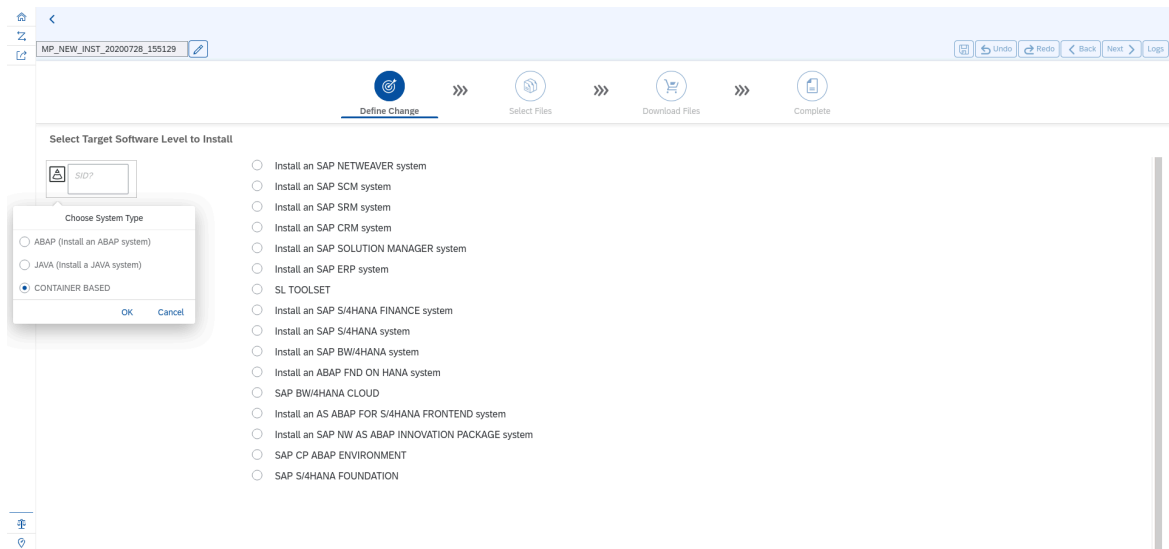 MP_NEW_INST_20200728_155129
Undo
Redo
Back
Next
Logs
Define Change
Select Files
Download Files
Complete
Select Target Software Level to Install
SID?
Choose System Type
ABAP (Install an ABAP system)
JAVA (Install a JAVA system)
CONTAINER BASED
OK
Cancel
Install an SAP NETWEAVER system
Install an SAP SCM system
Install an SAP SRM system
Install an SAP CRM system
Install an SAP SOLUTION MANAGER system
Install an SAP ERP system
SL TOOLSET
Install an SAP S/4HANA FINANCE system
Install an SAP S/4HANA system
Install an SAP BW/4HANA system
Install an ABAP FND ON HANA system
SAP BW/4HANA CLOUD
Install an AS ABAP FOR S/4HANA FRONTEND system
Install an SAP NW AS ABAP INNOVATION PACKAGE system
SAP CP ABAP ENVIRONMENT
SAP S/4HANA FOUNDATION